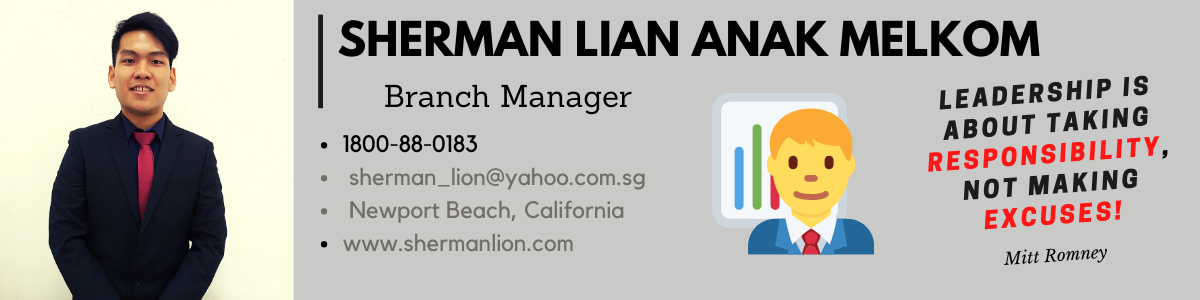 SHERMAN LIAN ANAK MELKOM
Branch Manager
1800-88-0183
sherman_lion@yahoo.com.sg
Newport Beach, California
www.shermanlion.com
LEADERSHIP IS
ABOUT TAKING
RESPONSIBILITY,
NOT MAKING
EXCUSES!
Mitt Romney